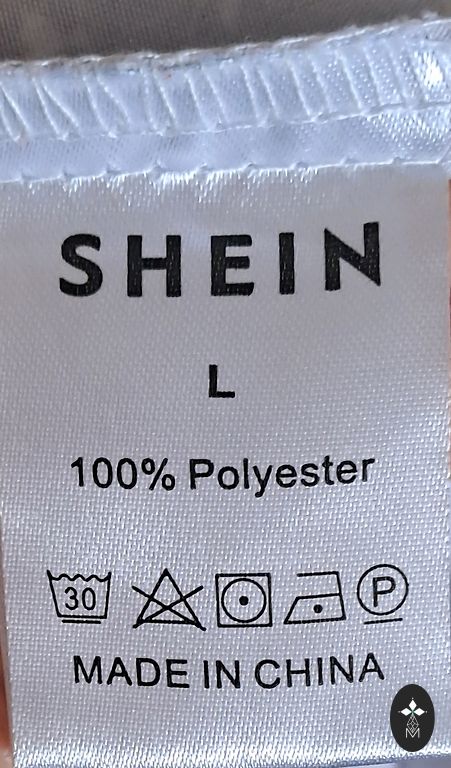 SHEIN
L
100% Polyester
30 P
MADE IN CHINA
M